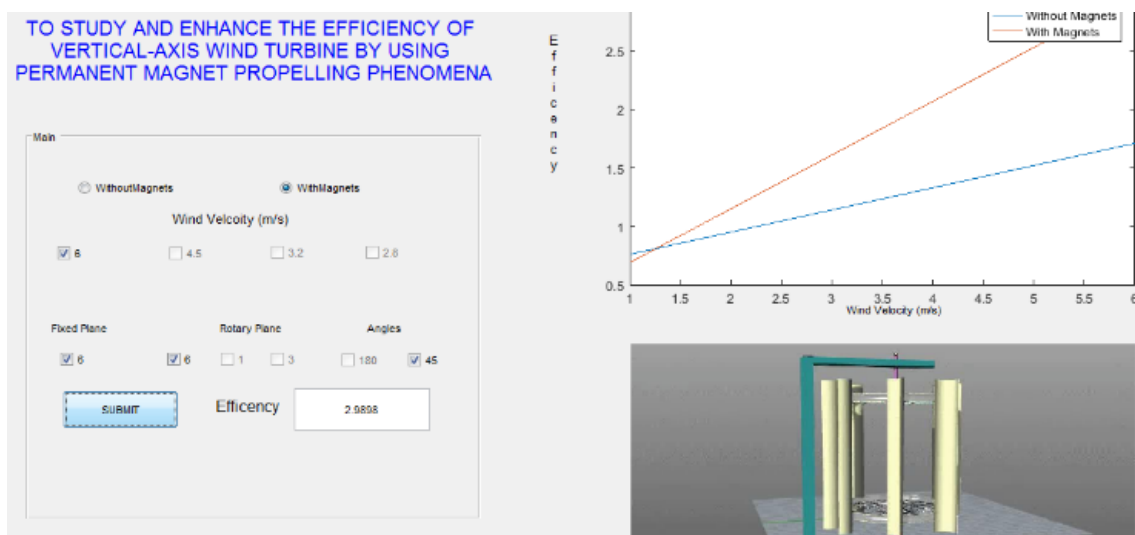 TO STUDY AND ENHANCE THE EFFICIENCY OF
VERTICAL-AXIS WIND TURBINE BY USING
PERMANENT MAGNET PROPELLING PHENOMENA
Main
WithoutMagnets WithMagnets
Wind Velcoity (m/s)
6 4.5 3.2 2.8
Fixed Plane Rotary Plane Angles
6 6 1 3 180 45
SUBMIT Efficency 2.9898
Efficency
Without Magnets
With Magnets
2.5
2
1.5
1
0.5
1 1.5 2 2.5 3 3.5 4 4.5 5 5.5 6
Wind Velocity (m/s)